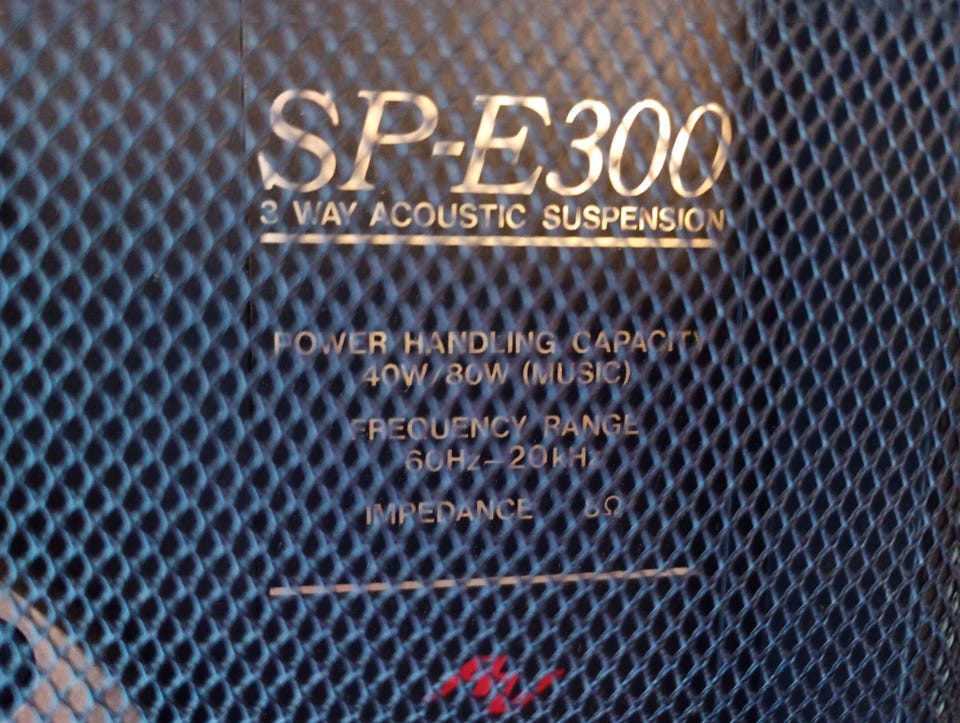 SP-E300
3 WAY ACOUSTIC SUSPENSION
POWER HANDLING CAPACITY
40W/80W (MUSIC)
FREQUENCY RANGE
60Hz–20kHz
IMPEDANCE